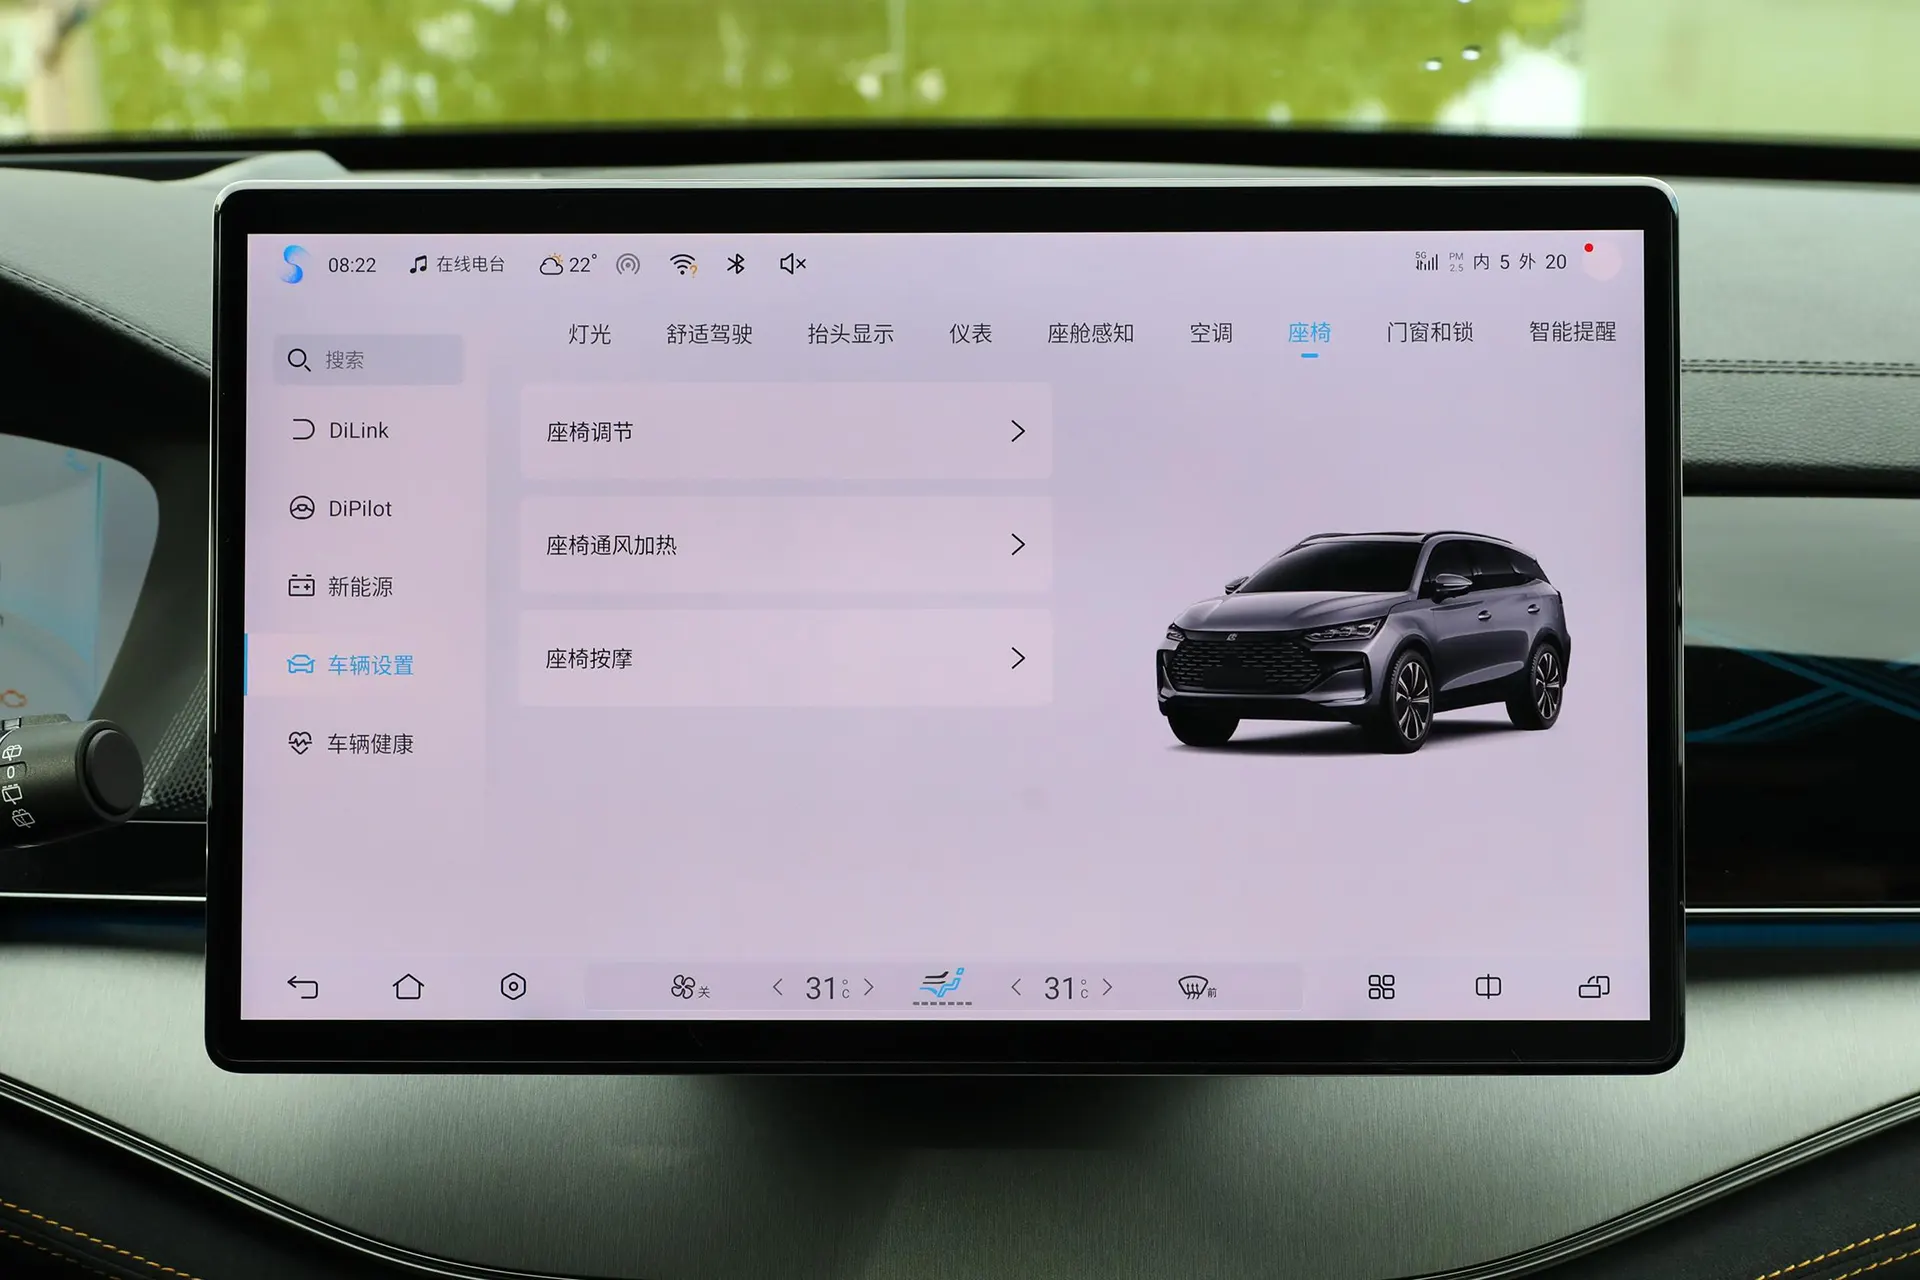 08:22 在线电台 22° 5G PM 2.5 内 5 外 20
灯光 舒适驾驶 抬头显示 仪表 座舱感知 空调 座椅 门窗和锁 智能提醒
搜索
DiLink
DiPilot
新能源
车辆设置
车辆健康
座椅调节
座椅通风加热
座椅按摩
关 31°C 31°C 前